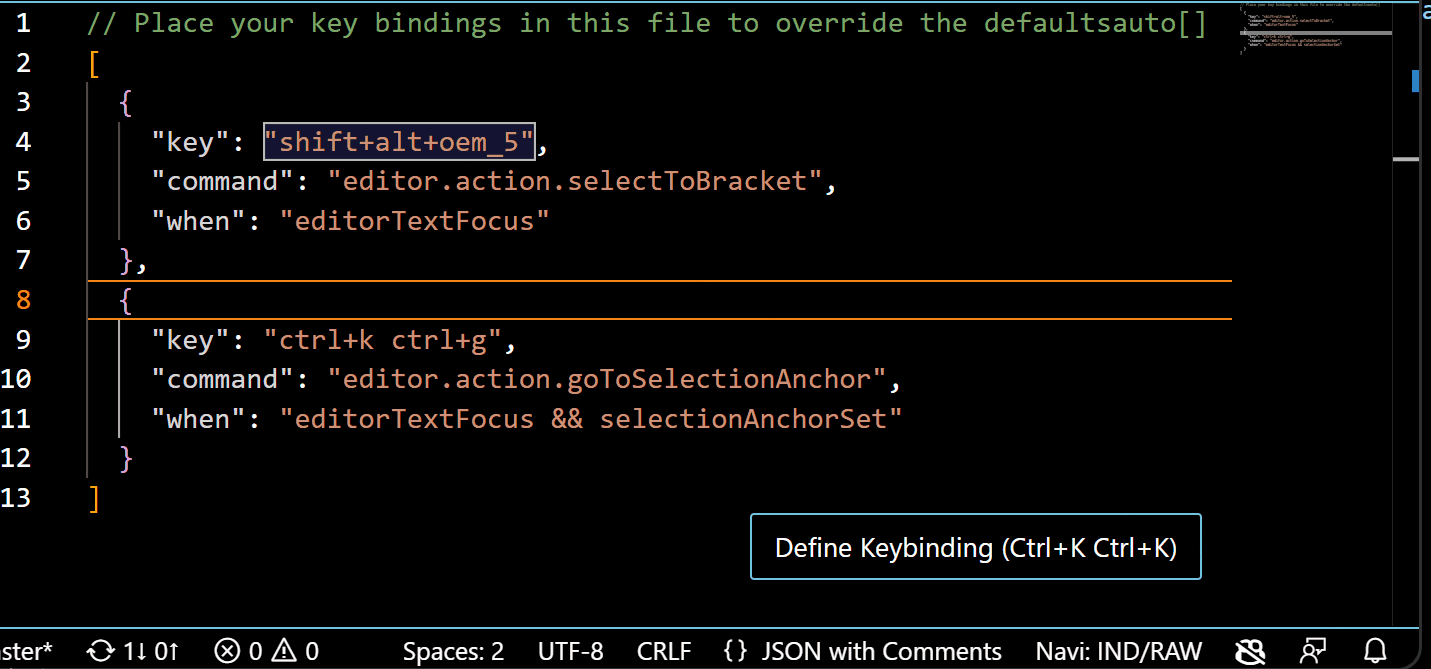 1 // Place your key bindings in this file to override the defaultsauto[]
2 [
3 {
4 "key": "shift+alt+oem_5",
5 "command": "editor.action.selectToBracket",
6 "when": "editorTextFocus"
7 },
8 {
9 "key": "ctrl+k ctrl+g",
10 "command": "editor.action.goToSelectionAnchor",
11 "when": "editorTextFocus && selectionAnchorSet"
12 }
13 ]
Define Keybinding (Ctrl+K Ctrl+K)
ster* 1↓ 0↑ 0 0 Spaces: 2 UTF-8 CRLF {} JSON with Comments Navi: IND/RAW